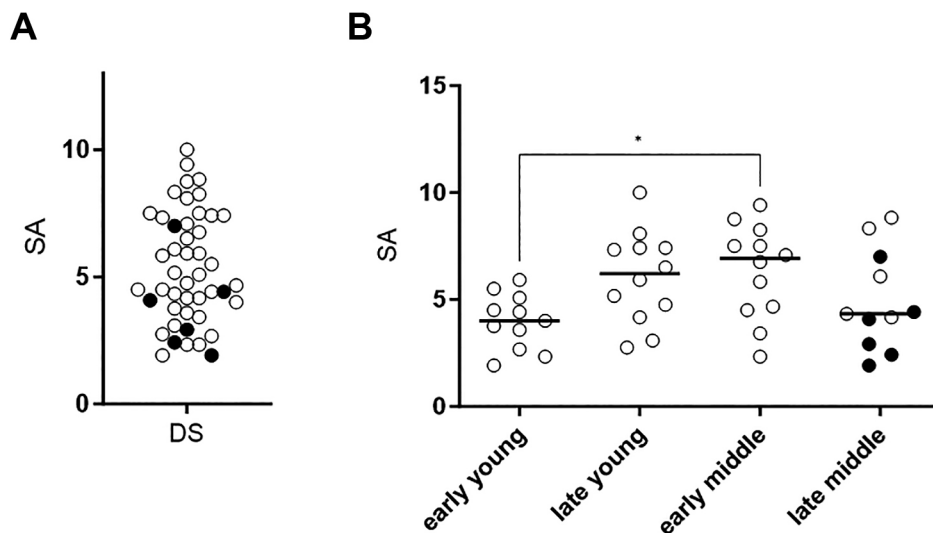 A
SA
10
5
0
DS
B
SA
15
10
5
0
*
early young
late young
early middle
late middle